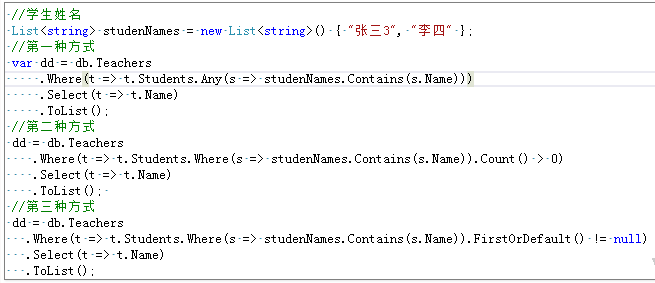 //学生姓名
List<string> studenNames = new List<string>() { "张三3", "李四" };
//第一种方式
var dd = db.Teachers
.Where(t => t.Students.Any(s => studenNames.Contains(s.Name)))
.Select(t => t.Name)
.ToList();
//第二种方式
dd = db.Teachers
.Where(t => t.Students.Where(s => studenNames.Contains(s.Name)).Count() > 0)
.Select(t => t.Name)
.ToList();
//第三种方式
dd = db.Teachers
.Where(t => t.Students.Where(s => studenNames.Contains(s.Name)).FirstOrDefault() != null)
.Select(t => t.Name)
.ToList();